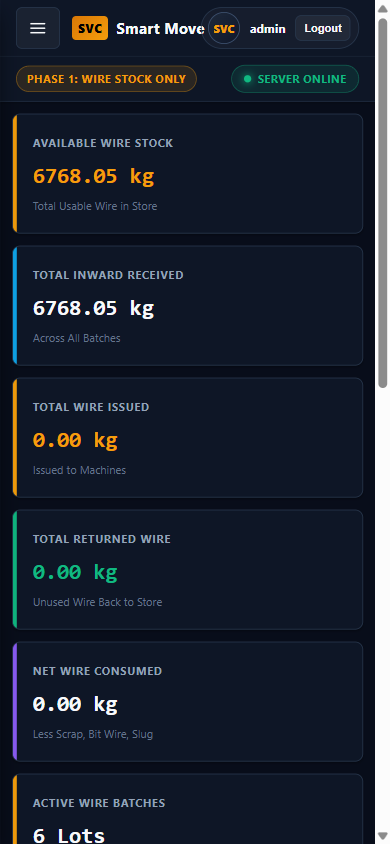 SVC Smart Move SVC admin Logout
PHASE 1: WIRE STOCK ONLY SERVER ONLINE
AVAILABLE WIRE STOCK
6768.05 kg
Total Usable Wire in Store
TOTAL INWARD RECEIVED
6768.05 kg
Across All Batches
TOTAL WIRE ISSUED
0.00 kg
Issued to Machines
TOTAL RETURNED WIRE
0.00 kg
Unused Wire Back to Store
NET WIRE CONSUMED
0.00 kg
Less Scrap, Bit Wire, Slug
ACTIVE WIRE BATCHES
6 Lots